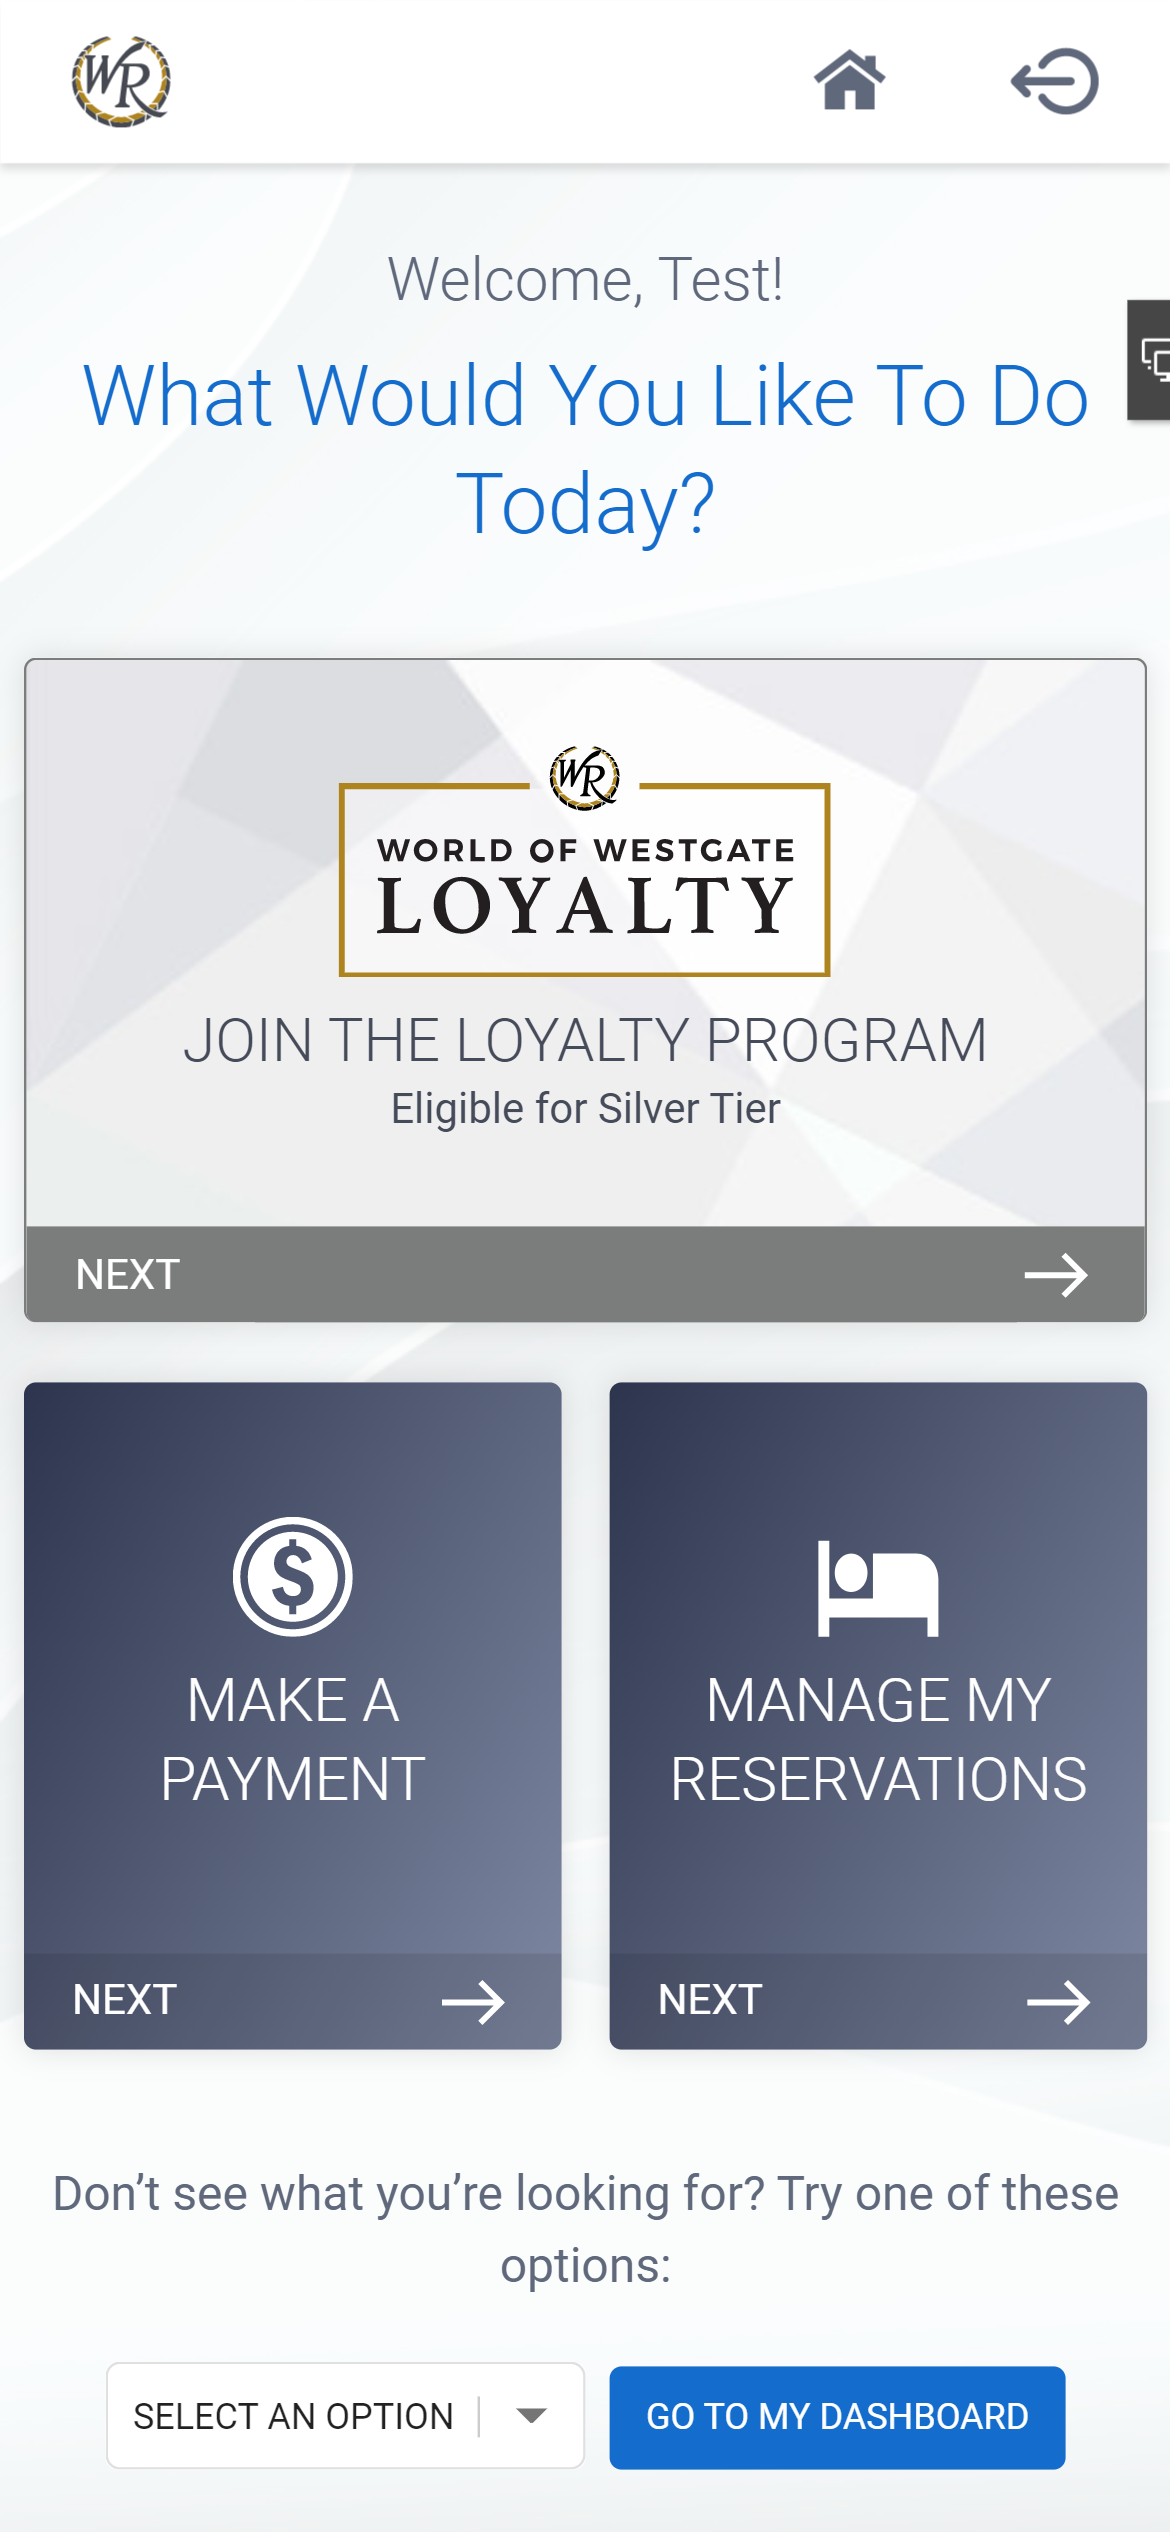 WR
Welcome, Test!
What Would You Like To Do
Today?
WR
WORLD OF WESTGATE
LOYALTY
JOIN THE LOYALTY PROGRAM
Eligible for Silver Tier
NEXT
$
MAKE A
PAYMENT
NEXT
MANAGE MY
RESERVATIONS
NEXT
Don’t see what you’re looking for? Try one of these
options:
SELECT AN OPTION
GO TO MY DASHBOARD